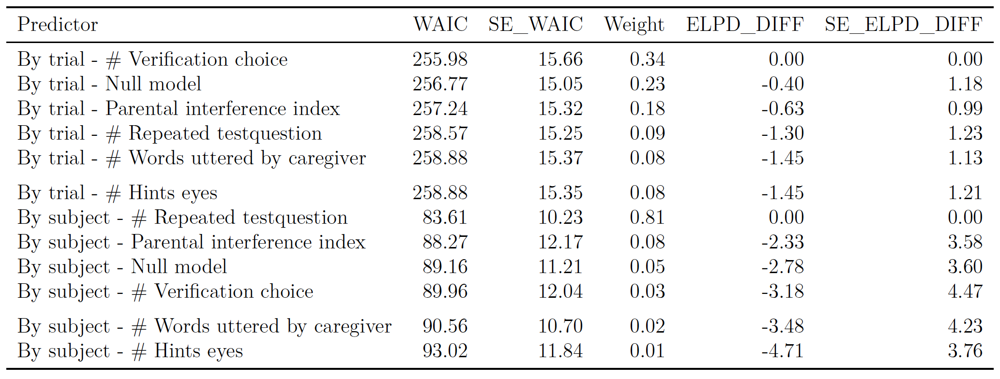 Predictor WAIC SE_WAIC Weight ELPD_DIFF SE_ELPD_DIFF
By trial - # Verification choice 255.98 15.66 0.34 0.00 0.00
By trial - Null model 256.77 15.05 0.23 -0.40 1.18
By trial - Parental interference index 257.24 15.32 0.18 -0.63 0.99
By trial - # Repeated testquestion 258.57 15.25 0.09 -1.30 1.23
By trial - # Words uttered by caregiver 258.88 15.37 0.08 -1.45 1.13
By trial - # Hints eyes 258.88 15.35 0.08 -1.45 1.21
By subject - # Repeated testquestion 83.61 10.23 0.81 0.00 0.00
By subject - Parental interference index 88.27 12.17 0.08 -2.33 3.58
By subject - Null model 89.16 11.21 0.05 -2.78 3.60
By subject - # Verification choice 89.96 12.04 0.03 -3.18 4.47
By subject - # Words uttered by caregiver 90.56 10.70 0.02 -3.48 4.23
By subject - # Hints eyes 93.02 11.84 0.01 -4.71 3.76